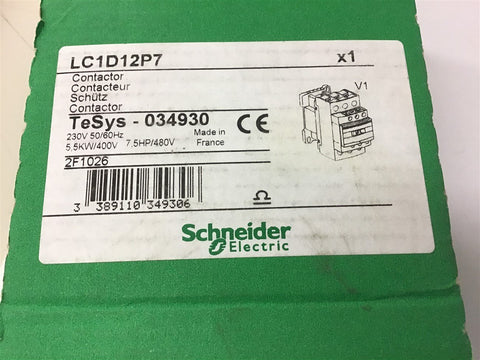 LC1D12P7 x1
Contactor
Contacteur
Schütz
Contactor
V1
TeSys - 034930
230V 50/60Hz Made in
5,5KW/400V 7,5HP/480V France
CE
2F1026
3 389110 349306
Schneider
Electric